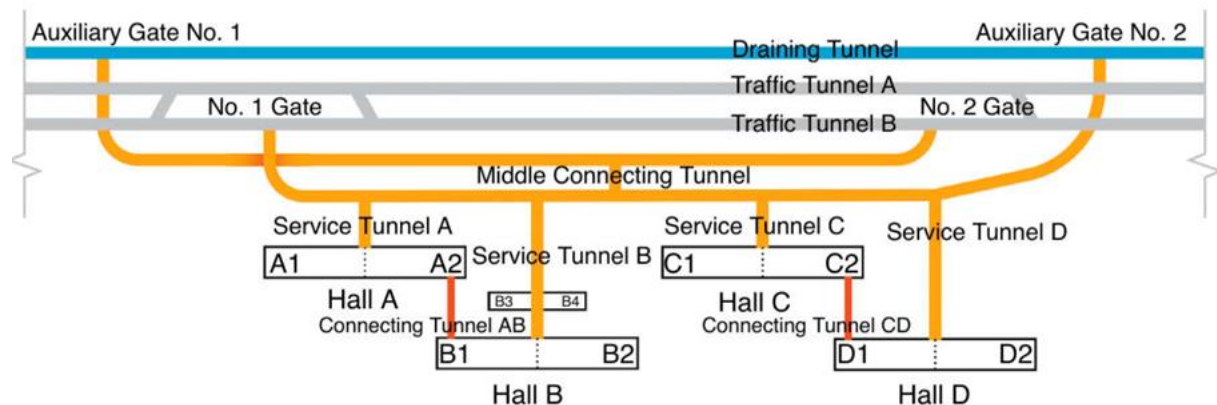 Auxiliary Gate No. 1
Auxiliary Gate No. 2
Draining Tunnel
Traffic Tunnel A
No. 1 Gate
No. 2 Gate
Traffic Tunnel B
Middle Connecting Tunnel
Service Tunnel A
Service Tunnel C
Service Tunnel D
Service Tunnel B
A1 A2
C1 C2
Hall A
B3 B4
Hall C
Connecting Tunnel AB
Connecting Tunnel CD
B1 B2
D1 D2
Hall B
Hall D